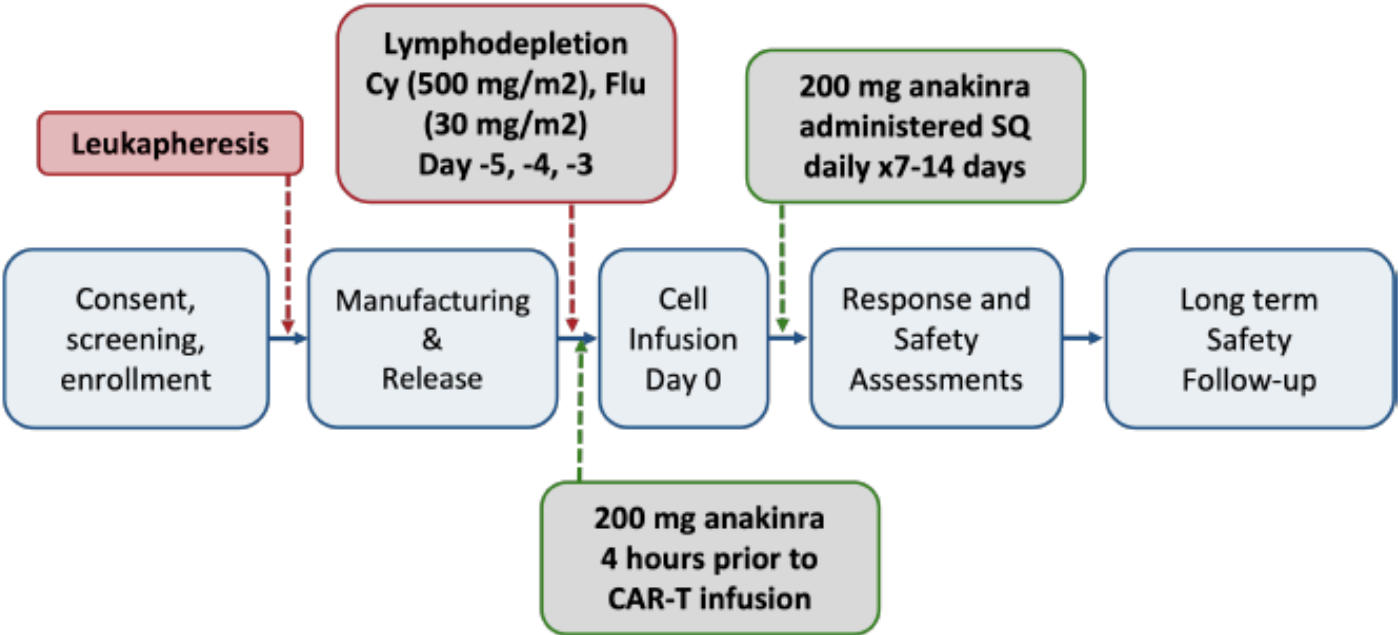 Lymphodepletion
Cy (500 mg/m2), Flu
(30 mg/m2)
Day -5, -4, -3
200 mg anakinra
administered SQ
daily x7-14 days
Leukapheresis
Consent,
screening,
enrollment
Manufacturing
&
Release
Cell
Infusion
Day 0
Response and
Safety
Assessments
Long term
Safety
Follow-up
200 mg anakinra
4 hours prior to
CAR-T infusion